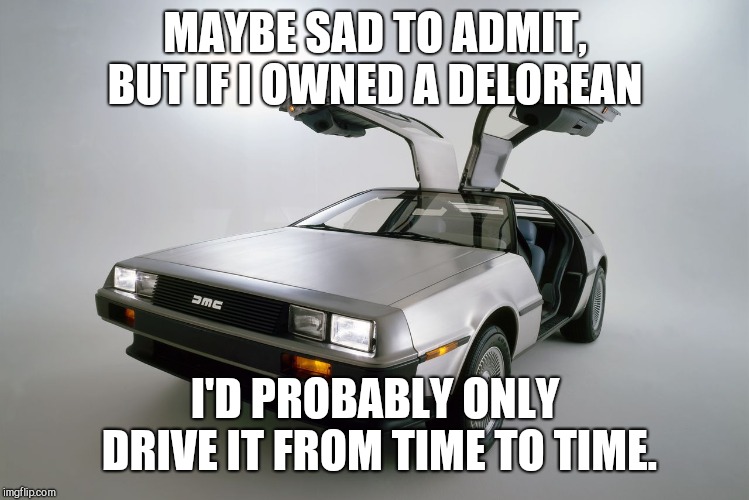 MAYBE SAD TO ADMIT,
BUT IF I OWNED A DELOREAN
DMC
I'D PROBABLY ONLY
DRIVE IT FROM TIME TO TIME.
imgflip.com